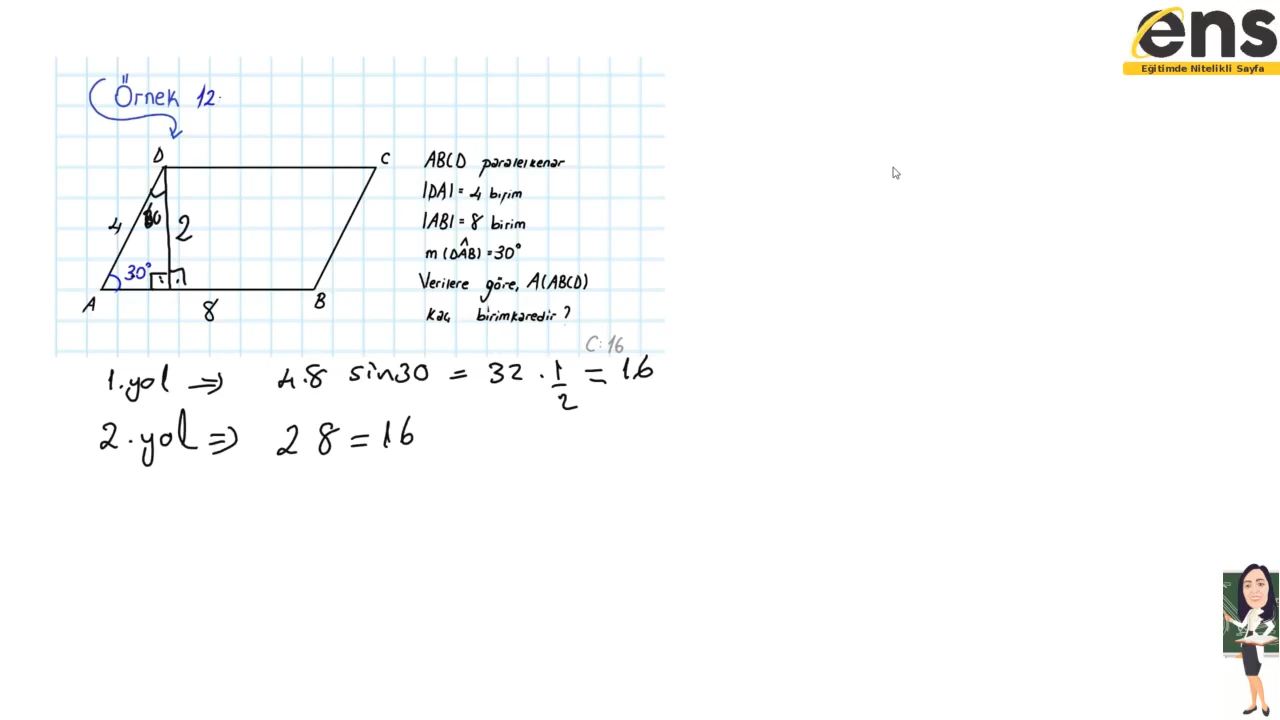 ens
Eğitimde Nitelikli Sayfa
Örnek 12.
D
C
4
60
2
30°
A
8
B
ABCD paralelkenar
|DA| = 4 birim
|AB| = 8 birim
m(DÂB) = 30°
Verilere göre, A(ABCD)
kaç birimkaredir ?
C: 16
1.yol ⇒ 4.8 sin30 = 32 . 1/2 = 16
2.yol ⇒ 2 8 = 16